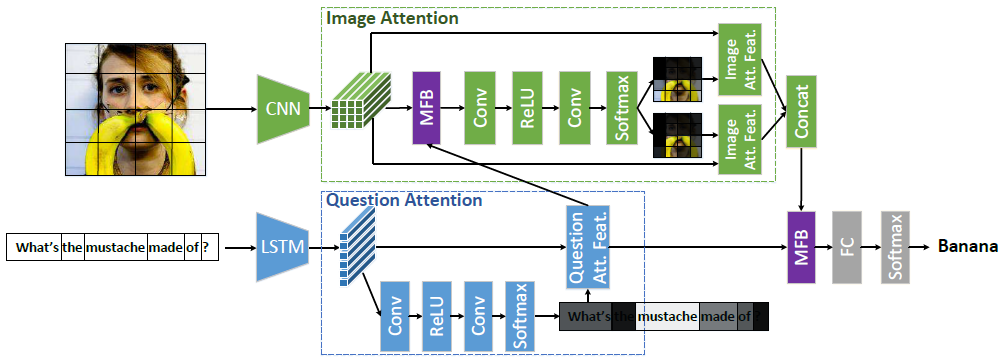 Image Attention
CNN
MFB
Conv
ReLU
Conv
Softmax
Image
Att. Feat.
Image
Att. Feat.
Concat
Question Attention
What's the mustache made of ?
LSTM
Conv
ReLU
Conv
Softmax
What's the mustache made of ?
Question
Att. Feat.
MFB
FC
Softmax
Banana